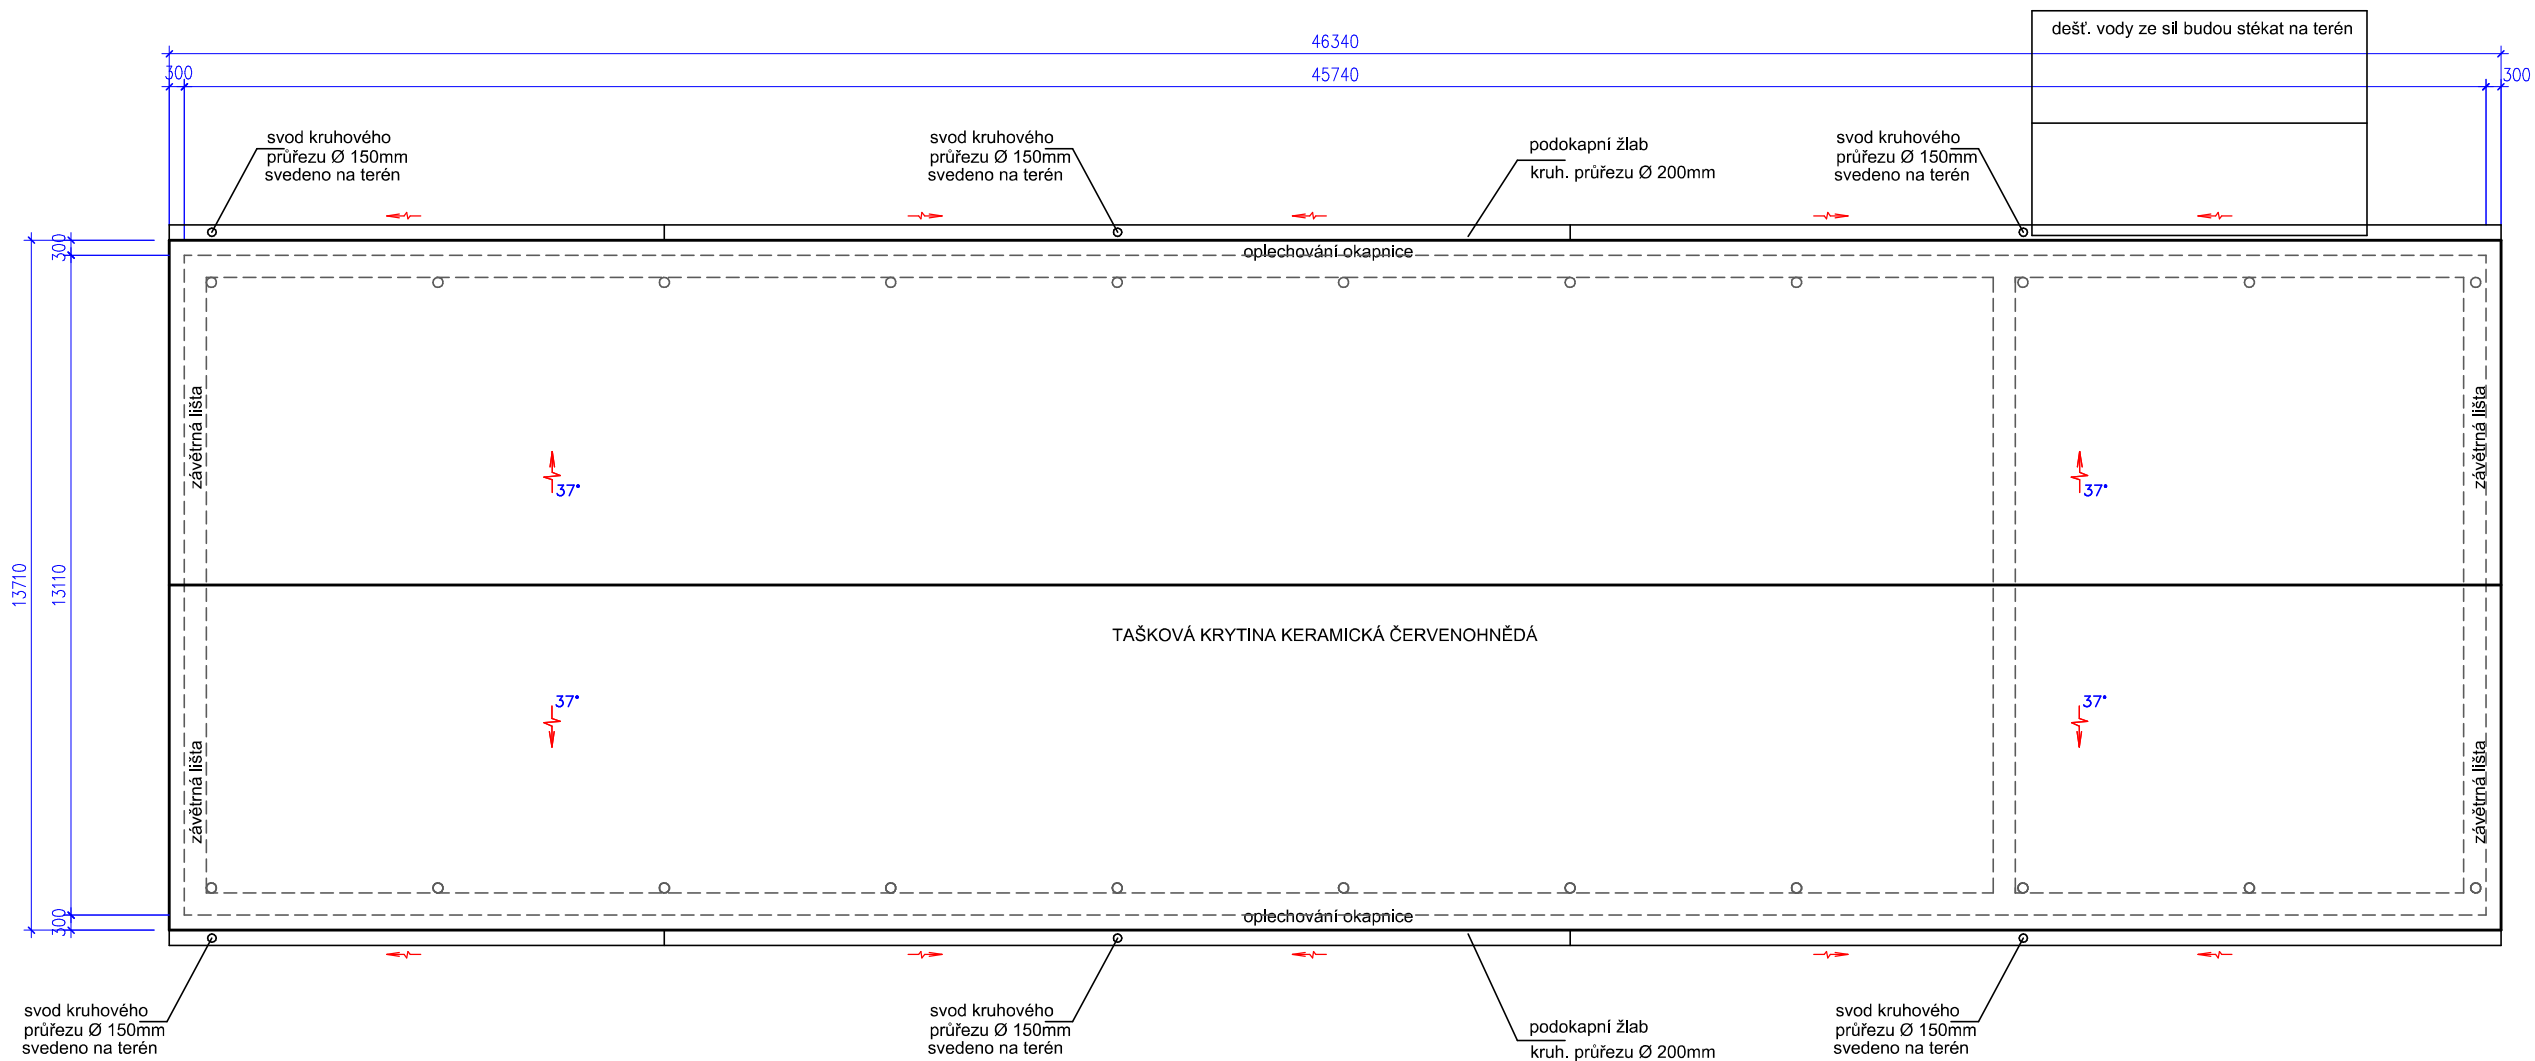 dešť. vody ze sil budou stékat na terén
46340
300
45740
300
svod kruhového
průřezu Ø 150mm
svedeno na terén
svod kruhového
průřezu Ø 150mm
svedeno na terén
podokapní žlab
kruh. průřezu Ø 200mm
svod kruhového
průřezu Ø 150mm
svedeno na terén
300
oplechování okapnice
závětrná lišta
závětrná lišta
37°
37°
13710
13110
TAŠKOVÁ KRYTINA KERAMICKÁ ČERVENOHNĚDÁ
37°
37°
závětrná lišta
závětrná lišta
300
oplechování okapnice
svod kruhového
průřezu Ø 150mm
svedeno na terén
svod kruhového
průřezu Ø 150mm
svedeno na terén
podokapní žlab
kruh. průřezu Ø 200mm
svod kruhového
průřezu Ø 150mm
svedeno na terén